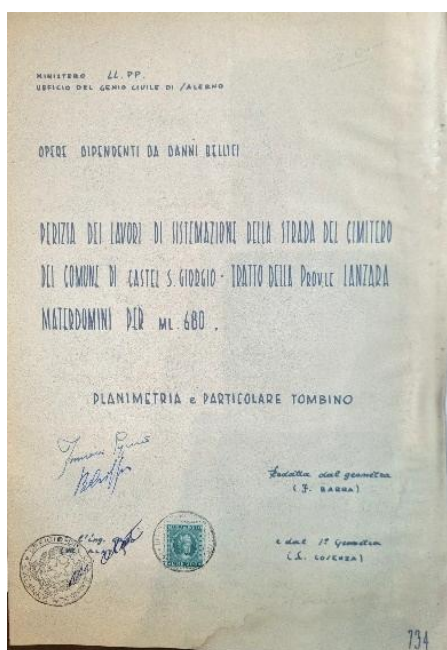 MINISTERO LL. PP.
UFFICIO DEL GENIO CIVILE DI SALERNO
OPERE DIPENDENTI DA DANNI BELLICI
PERIZIA DEI LAVORI DI SISTEMAZIONE DELLA STRADA DEL CIMITERO
DEL COMUNE DI CASTEL S. GIORGIO - TRATTO DELLA PROV.LE LANZARA
MATERDOMINI PER ML. 680.
PLANIMETRIA e PARTICOLARE TOMBINO
Redatta dal geometra
(F. BARRA)
L'ing.
e dal 1° Geometra
(L. COSENZA)
734